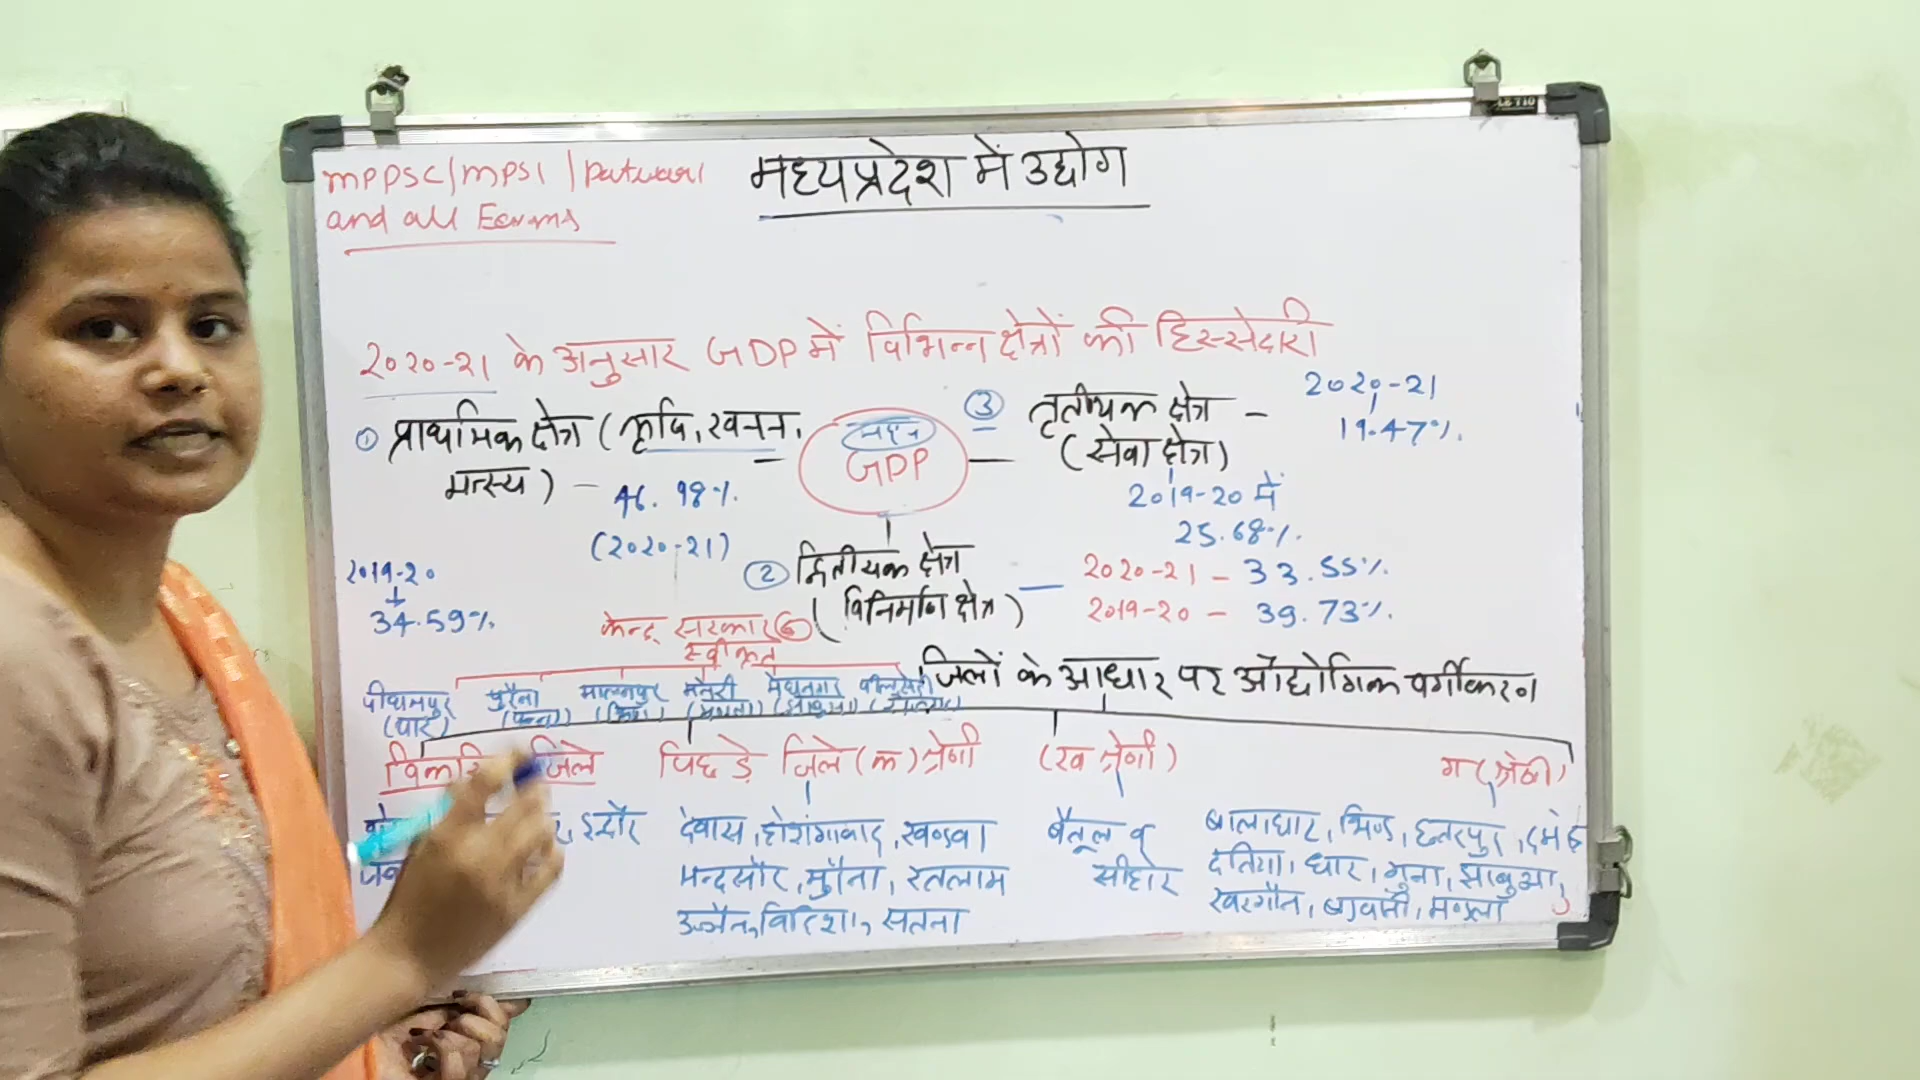 MPPSC/MPSI/patwari
and all Exams
मध्यप्रदेश में उद्योग
2020-21 के अनुसार GDP में विभिन्न क्षेत्रों की हिस्सेदारी
① प्राथमिक क्षेत्र (कृषि, खनन,
मत्स्य) -
46.98%
(2020-21)
2019-20
34.59%
GDP
③ तृतीयक क्षेत्र -
(सेवा क्षेत्र)
2020-21
19.47%
2019-20 में
25.68%
② द्वितीयक क्षेत्र
(विनिर्माण क्षेत्र) -
2020-21 - 33.55%
2019-20 - 39.73%
केन्द्र सरकार ⑥
स्वीकृत
पीथमपुर
(धार)
मुरैना
मालनपुर
मनेरी
मेघनगर
जिलों के आधार पर औद्योगिक वर्गीकरण
जिले
पिछड़े जिले (क) श्रेणी
(ख श्रेणी)
ग (श्रेणी)
इन्दौर
देवास, होशंगाबाद, खण्डवा
मन्दसौर, मुरैना, रतलाम
उज्जैन, विदिशा, सतना
बैतूल व
सीहोर
बालाघाट, भिण्ड, छतरपुर, दमोह
दतिया, धार, गुना, झाबुआ,
खरगौन, बड़वानी, मण्डला